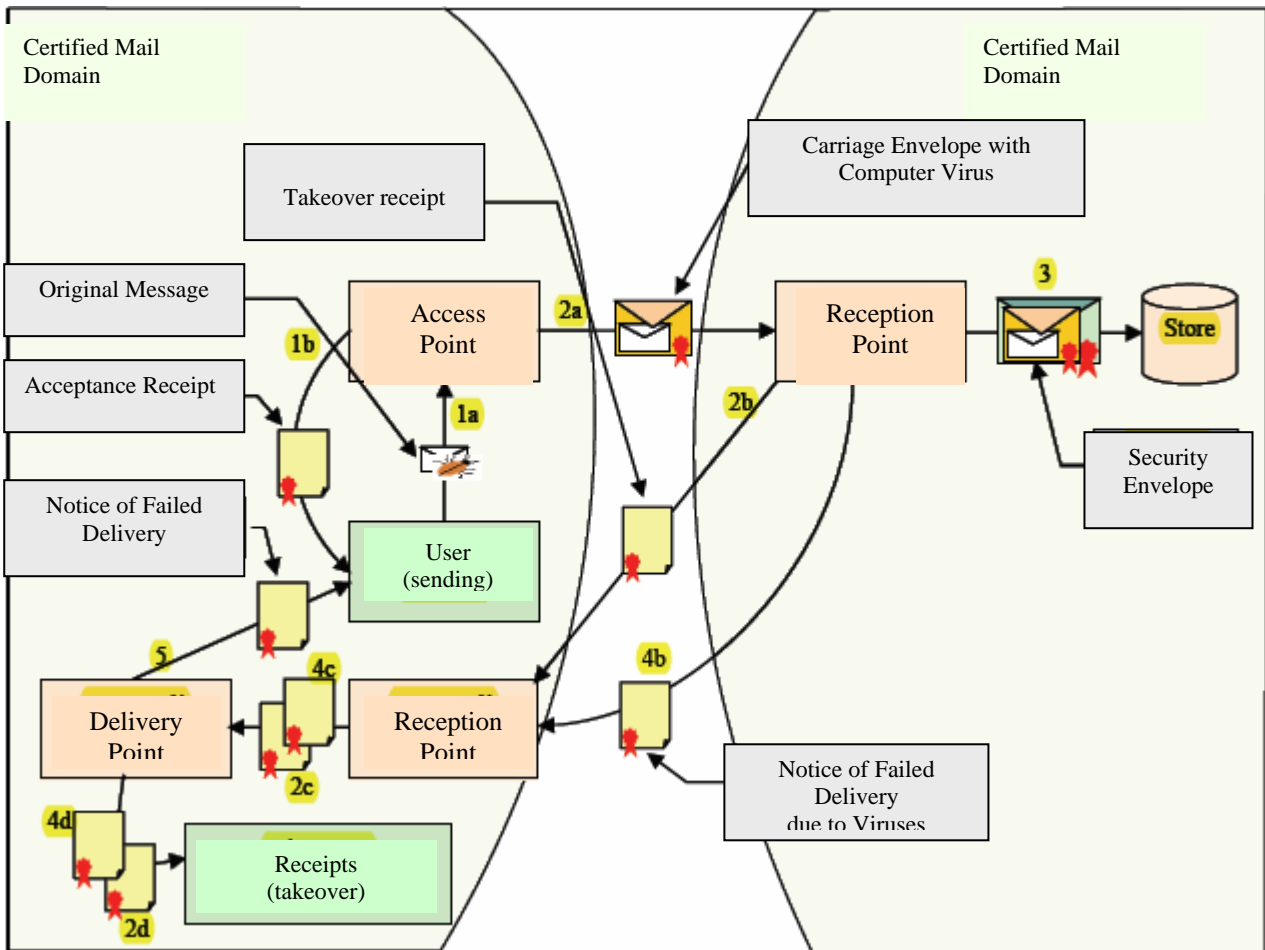 Certified Mail
Domain
Certified Mail
Domain
Carriage Envelope with
Computer Virus
Takeover receipt
Original Message
Access
Point
2a
Reception
Point
3
Store
1b
Acceptance Receipt
1a
2b
Security
Envelope
Notice of Failed
Delivery
User
(sending)
5
4c
4b
Delivery
Point
Reception
Point
2c
Notice of Failed
Delivery
due to Viruses
4d
Receipts
(takeover)
2d